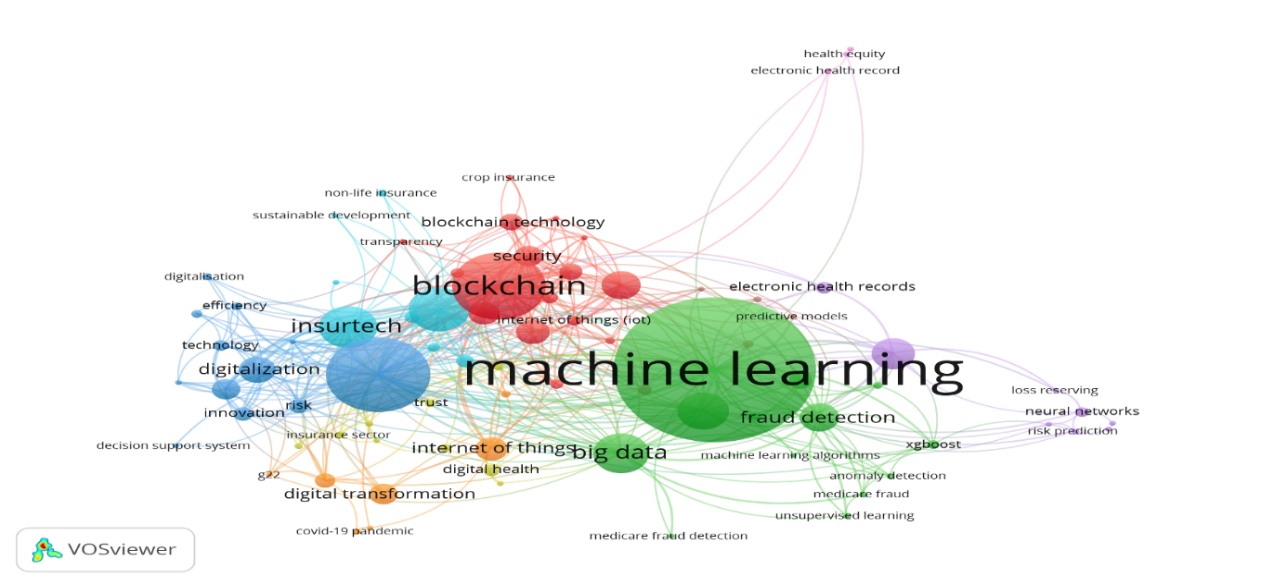 health equity
electronic health record
crop insurance
non-life insurance
sustainable development
blockchain technology
transparency
security
digitalisation
blockchain
electronic health records
efficiency
internet of things (iot)
predictive models
insurtech
technology
digitalization
machine learning
loss reserving
trust
risk
innovation
fraud detection
neural networks
risk prediction
insurance sector
decision support system
internet of things
big data
xgboost
machine learning algorithms
digital health
g22
anomaly detection
digital transformation
medicare fraud
unsupervised learning
covid-19 pandemic
medicare fraud detection
VOSviewer